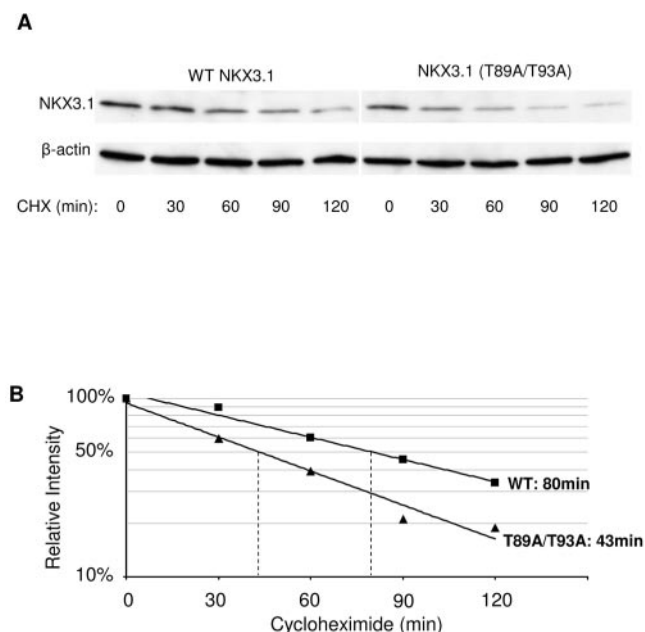 A
WT NKX3.1 NKX3.1 (T89A/T93A)
NKX3.1
β-actin
CHX (min): 0 30 60 90 120 0 30 60 90 120
B
100%
50%
10%
Relative Intensity
WT: 80min
T89A/T93A: 43min
0 30 60 90 120
Cycloheximide (min)